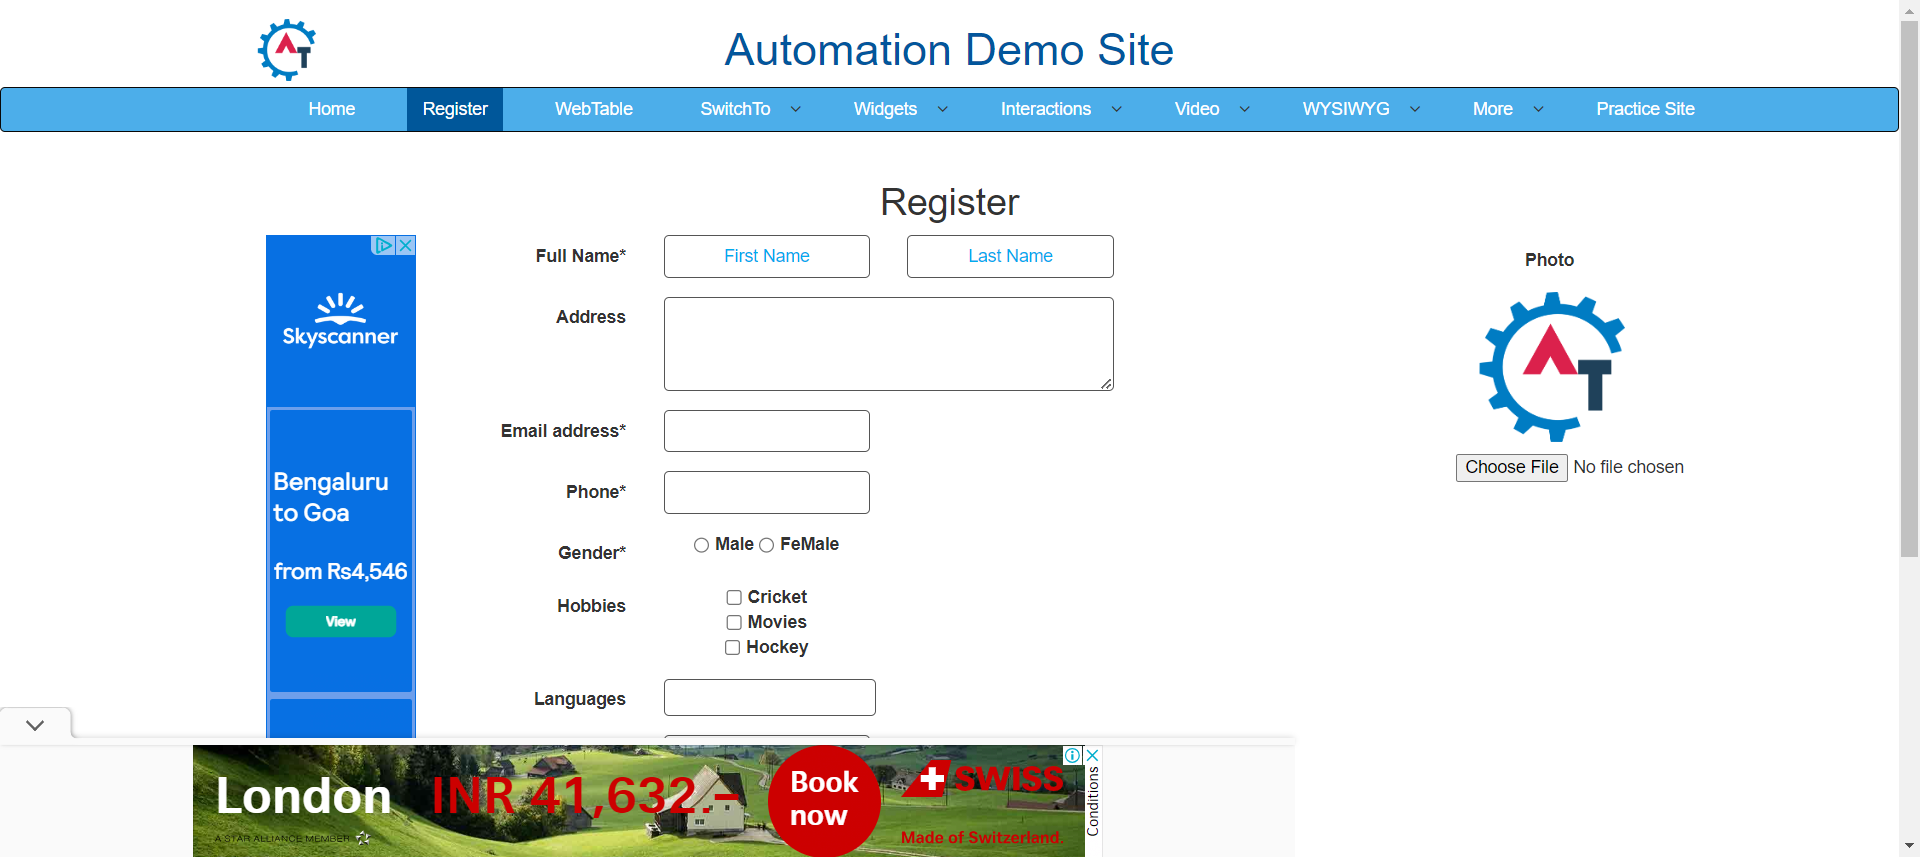 AT
Automation Demo Site
Home Register WebTable SwitchTo Widgets Interactions Video WYSIWYG More Practice Site
Register
Skyscanner
Bengaluru
to Goa
from Rs4,546
View
Full Name* First Name Last Name
Address
Email address*
Phone*
Gender* Male FeMale
Hobbies Cricket
Movies
Hockey
Languages
Photo
AT
Choose File No file chosen
London INR 41,632.–
A STAR ALLIANCE MEMBER
Book
now
SWISS
Made of Switzerland.
Conditions